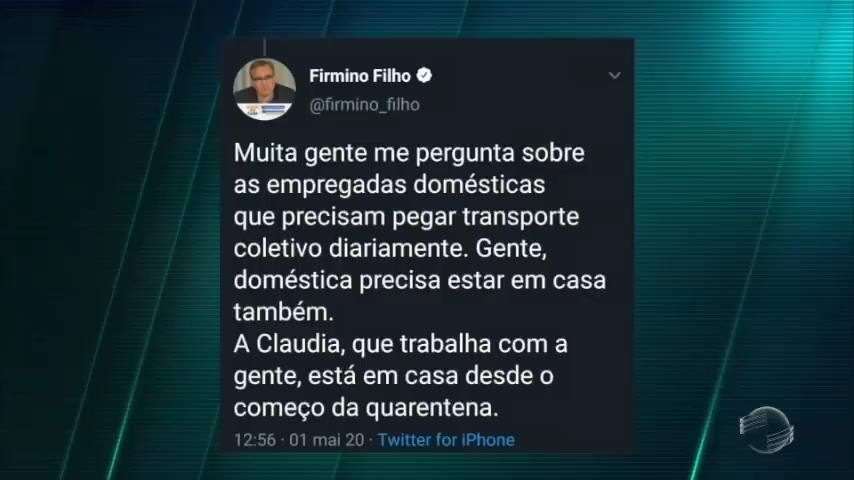 Firmino Filho
@firmino_filho
Muita gente me pergunta sobre
as empregadas domésticas
que precisam pegar transporte
coletivo diariamente. Gente,
doméstica precisa estar em casa
também.
A Claudia, que trabalha com a
gente, está em casa desde o
começo da quarentena.
12:56 · 01 mai 20 · Twitter for iPhone